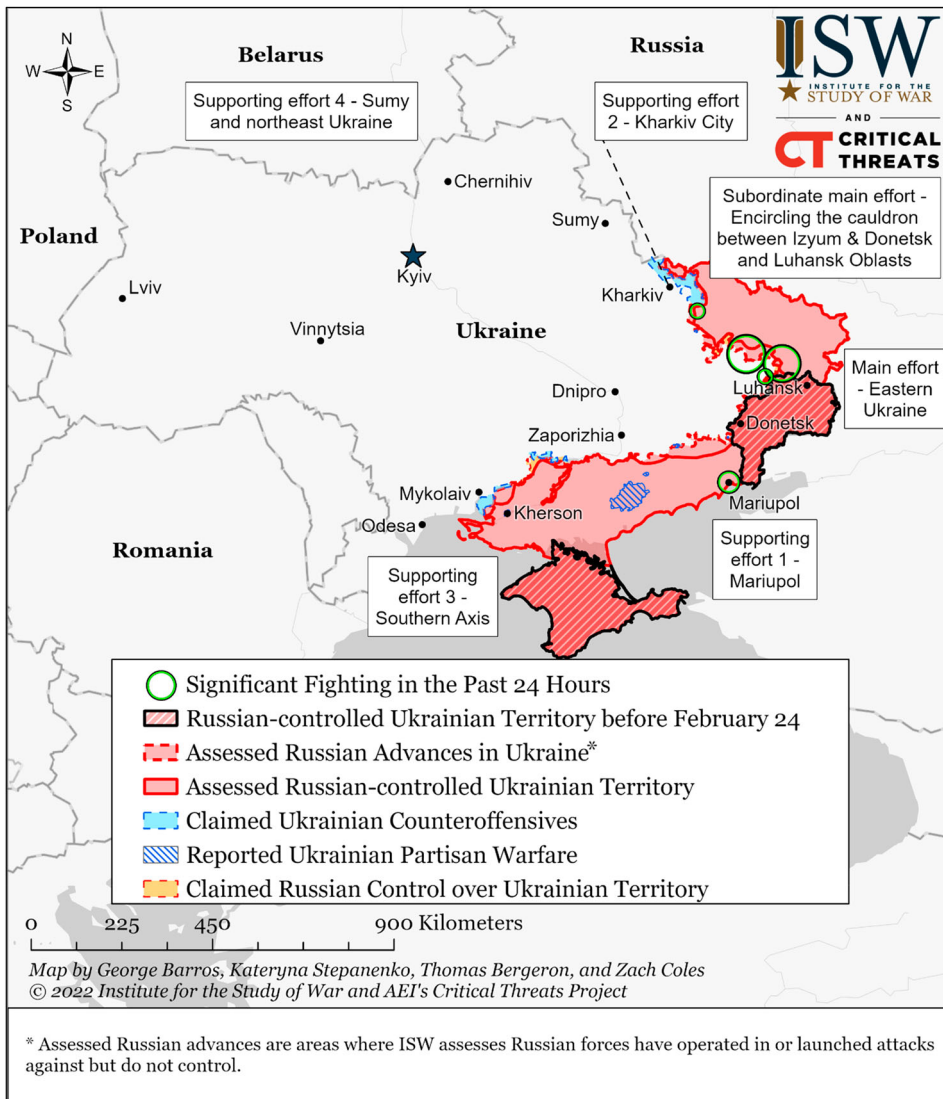 N
W E
S
Belarus
Russia
ISW
INSTITUTE FOR THE
STUDY OF WAR
AND
CT CRITICAL
THREATS
Supporting effort 4 - Sumy
and northeast Ukraine
Supporting effort
2 - Kharkiv City
Subordinate main effort -
Encircling the cauldron
between Izyum & Donetsk
and Luhansk Oblasts
Chernihiv
Sumy
Poland
Kyiv
Lviv
Kharkiv
Vinnytsia
Ukraine
Main effort
- Eastern
Ukraine
Luhansk
Dnipro
Donetsk
Zaporizhia
Mykolaiv
Mariupol
Kherson
Odesa
Romania
Supporting
effort 1 -
Mariupol
Supporting
effort 3 -
Southern Axis
Significant Fighting in the Past 24 Hours
Russian-controlled Ukrainian Territory before February 24
Assessed Russian Advances in Ukraine*
Assessed Russian-controlled Ukrainian Territory
Claimed Ukrainian Counteroffensives
Reported Ukrainian Partisan Warfare
Claimed Russian Control over Ukrainian Territory
0 225 450 900 Kilometers
Map by George Barros, Kateryna Stepanenko, Thomas Bergeron, and Zach Coles
© 2022 Institute for the Study of War and AEI's Critical Threats Project
* Assessed Russian advances are areas where ISW assesses Russian forces have operated in or launched attacks
against but do not control.